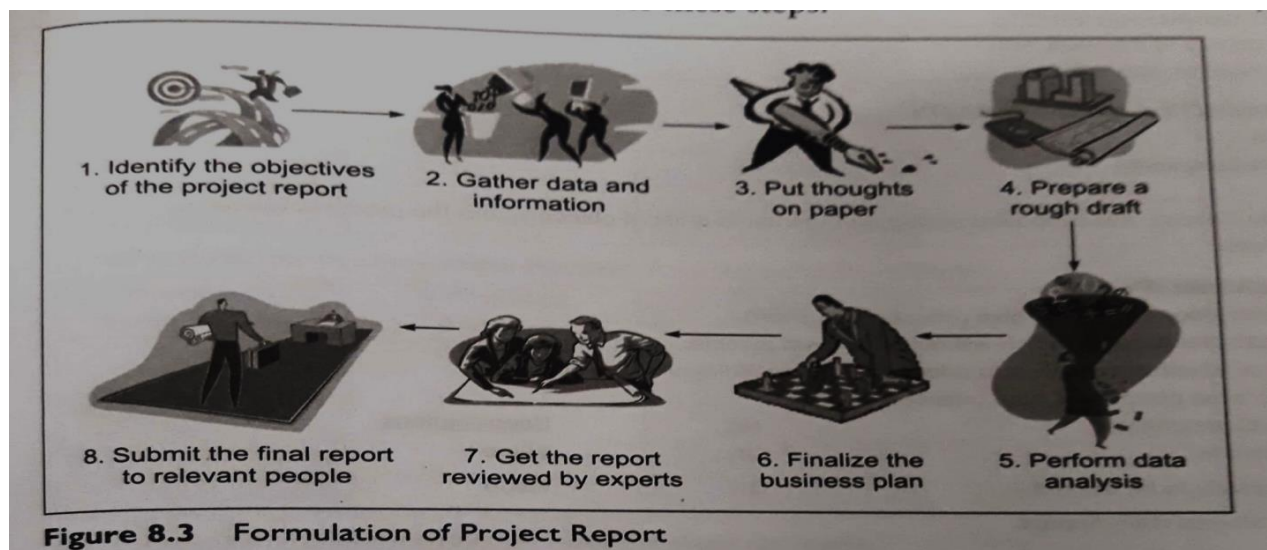 these steps.
1. Identify the objectives
of the project report
2. Gather data and
information
3. Put thoughts
on paper
4. Prepare a
rough draft
5. Perform data
analysis
6. Finalize the
business plan
7. Get the report
reviewed by experts
8. Submit the final report
to relevant people
Figure 8.3 Formulation of Project Report